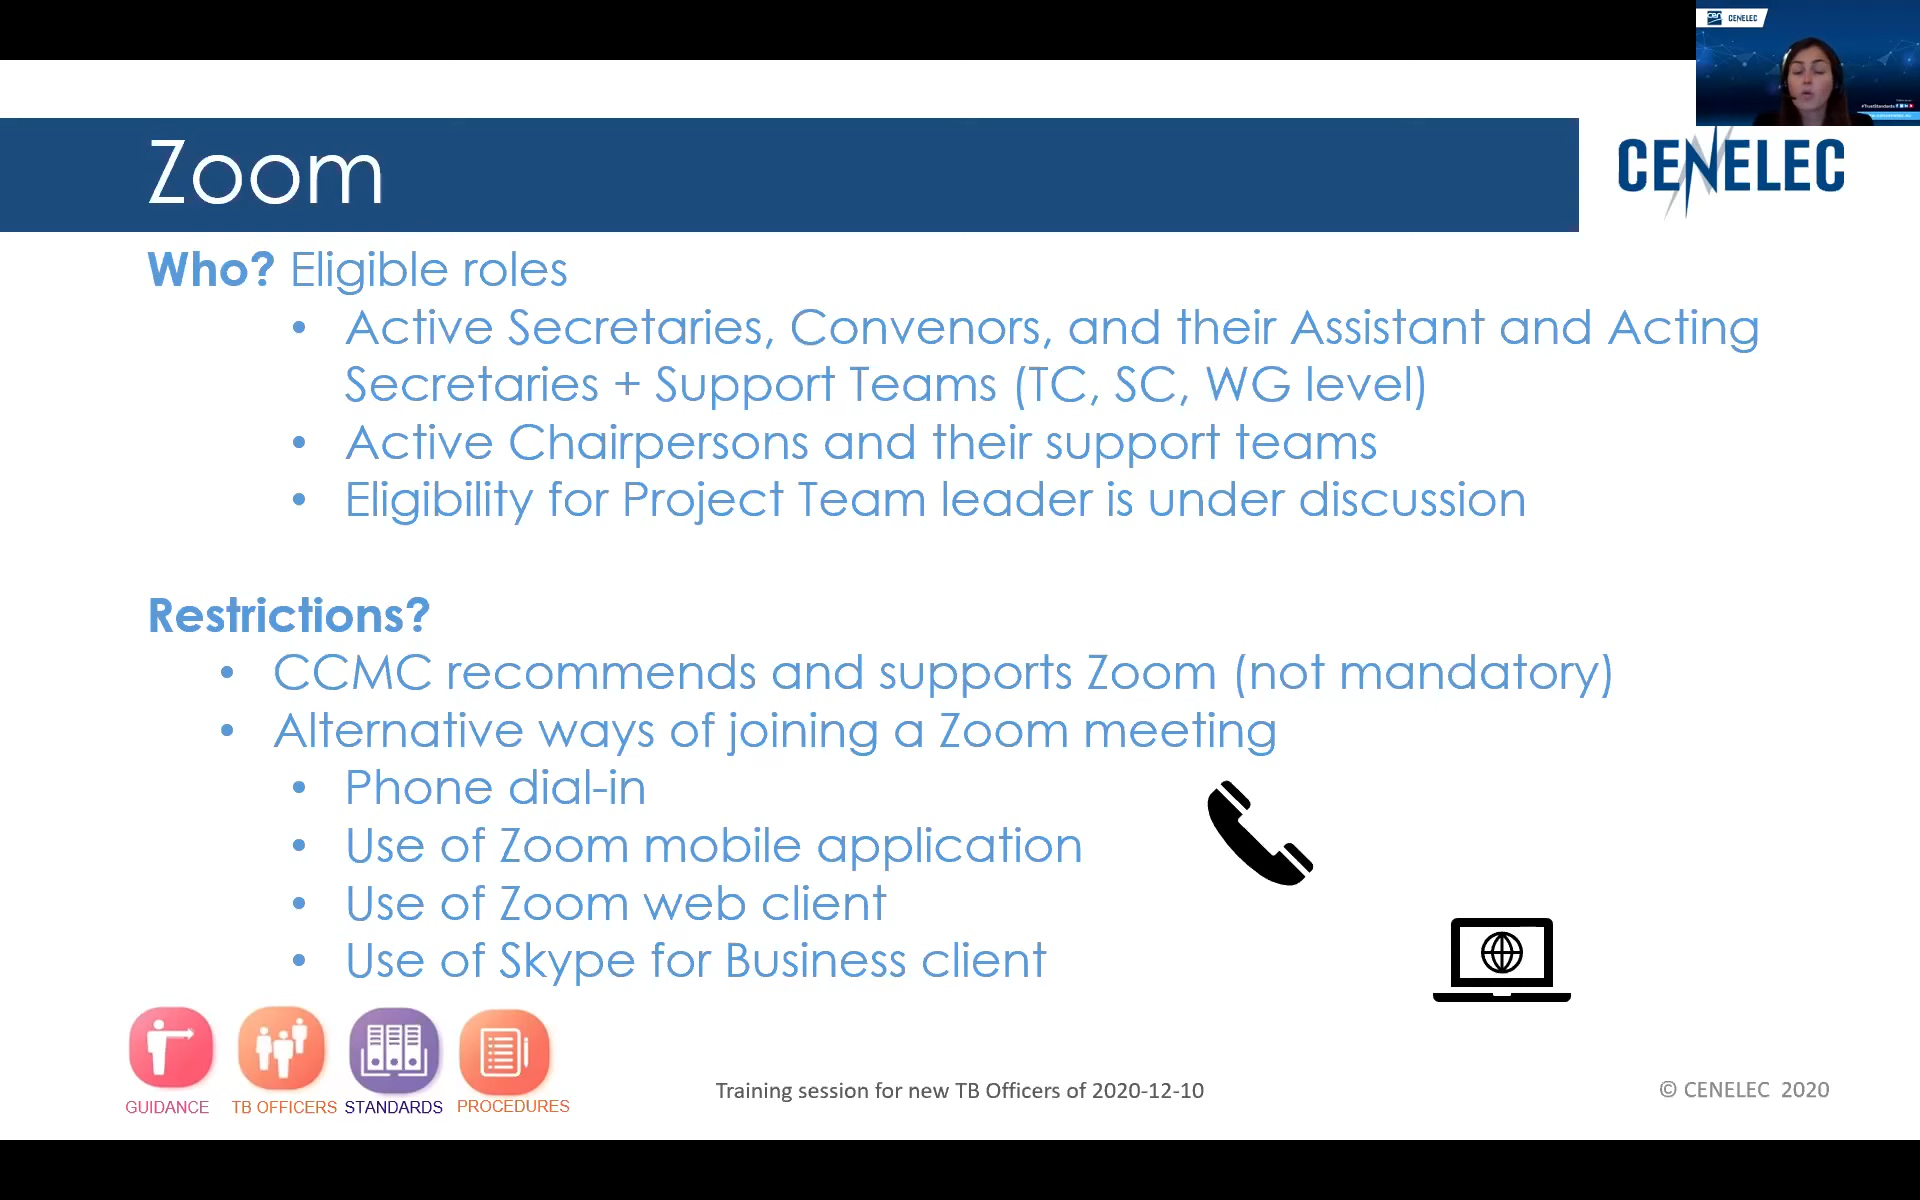 cen CENELEC
#TrustStandards
Zoom
CENELEC
Who? Eligible roles
• Active Secretaries, Convenors, and their Assistant and Acting
Secretaries + Support Teams (TC, SC, WG level)
• Active Chairpersons and their support teams
• Eligibility for Project Team leader is under discussion
Restrictions?
• CCMC recommends and supports Zoom (not mandatory)
• Alternative ways of joining a Zoom meeting
• Phone dial-in
• Use of Zoom mobile application
• Use of Zoom web client
• Use of Skype for Business client
GUIDANCE TB OFFICERS STANDARDS PROCEDURES
Training session for new TB Officers of 2020-12-10
© CENELEC 2020